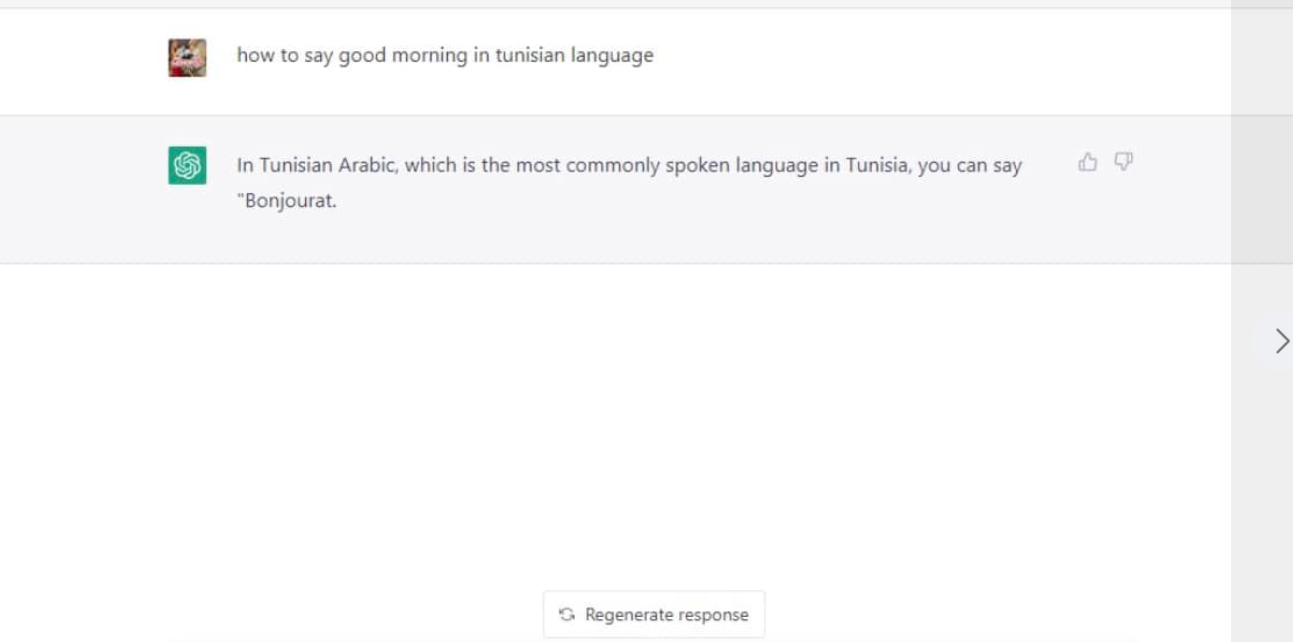 how to say good morning in tunisian language
In Tunisian Arabic, which is the most commonly spoken language in Tunisia, you can say
"Bonjourat.
Regenerate response